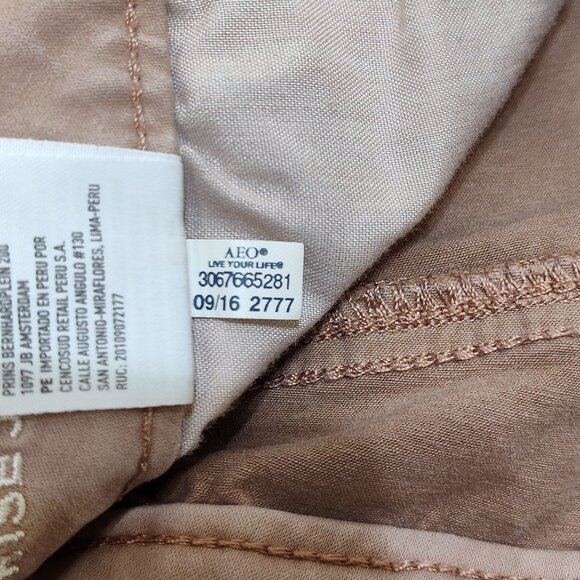 PRINS BERNHARDPLEIN 200
1097 JB AMSTERDAM
PE IMPORTADO EN PERU POR
CENCOSUD RETAIL PERU S.A.
CALLE AUGUSTO ANGULO #130
SAN ANTONIO-MIRAFLORES, LIMA-PERU
RUC: 20109072177
AEO®
LIVE YOUR LIFE®
3067665281
09/16 2777